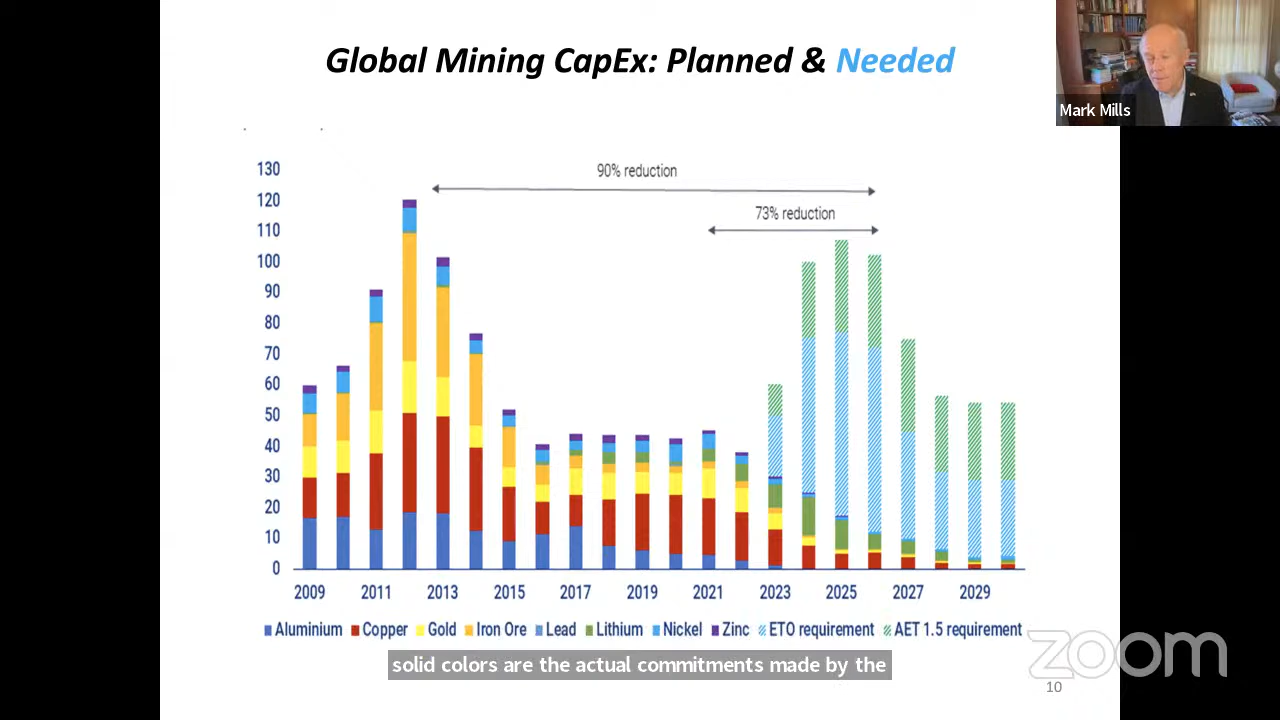 Global Mining CapEx: Planned & Needed
Mark Mills
130
120
110
100
90
80
70
60
50
40
30
20
10
0
90% reduction
73% reduction
2009 2011 2012 2013 2015 2017 2019 2021 2023 2025 2027 2029
Aluminium Copper Gold Iron Ore Lead Lithium Nickel Zinc ETO requirement AET 1.5 requirement
solid colors are the actual commitments made by the
zoom
10